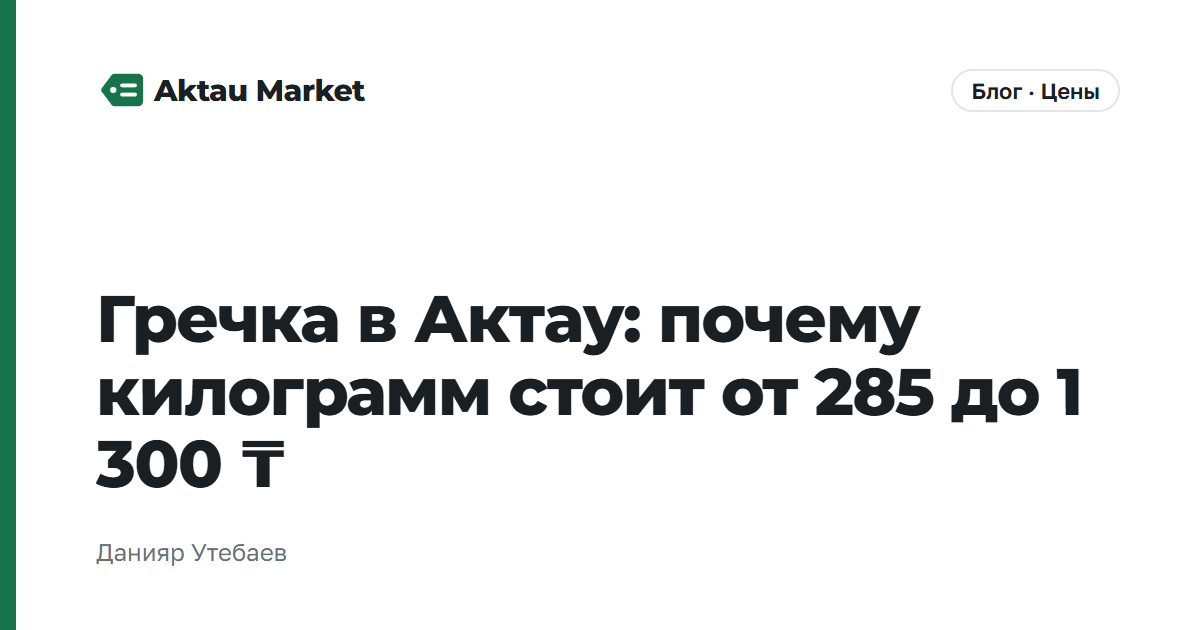 Aktau Market
Блог · Цены
Гречка в Актау: почему
килограмм стоит от 285 до 1
300 ₸
Данияр Утебаев